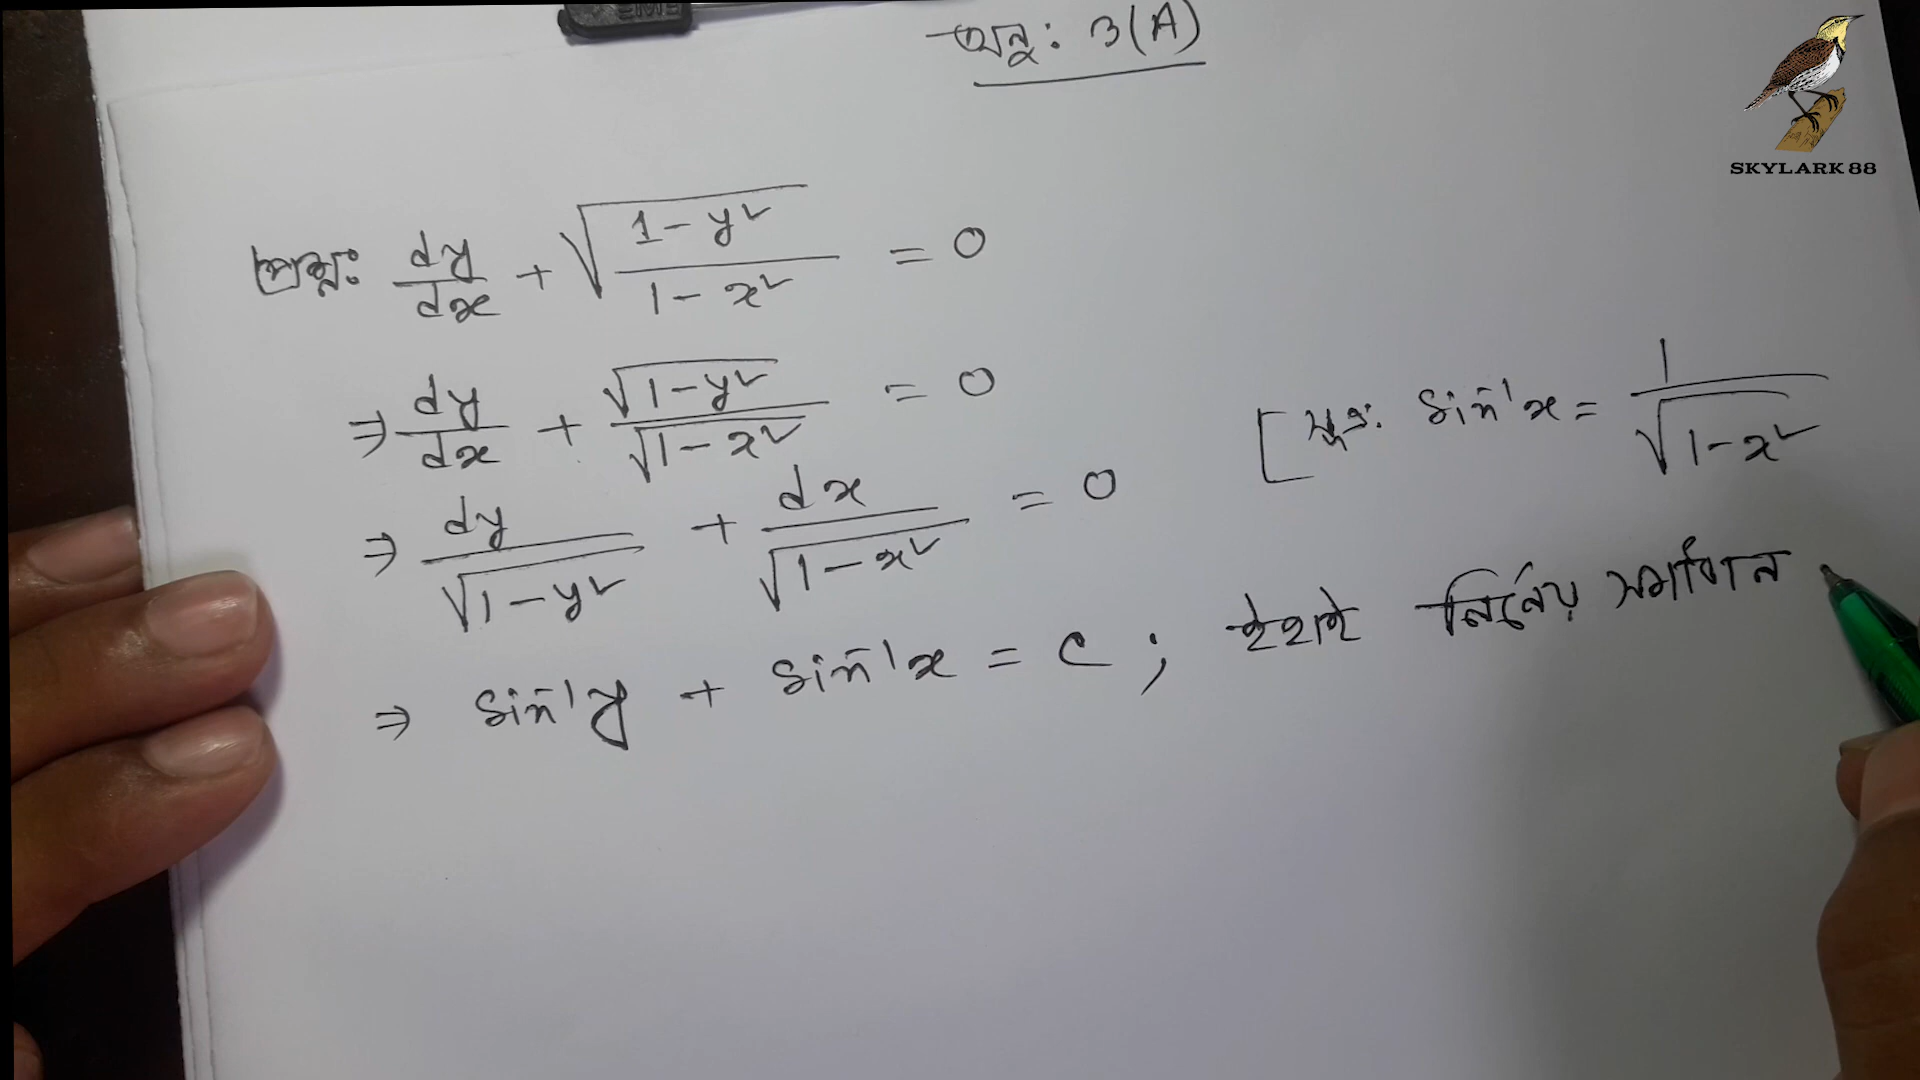 অনু: 3(A)
SKYLARK 88
প্রশ্ন: dy/dx + √((1-y²)/(1-x²)) = 0
⇒ dy/dx + √(1-y²)/√(1-x²) = 0
[সূত্র: sin⁻¹x = 1/√(1-x²)
⇒ dy/√(1-y²) + dx/√(1-x²) = 0
⇒ sin⁻¹y + sin⁻¹x = c ; ইহাই নির্নেয় সমাধান